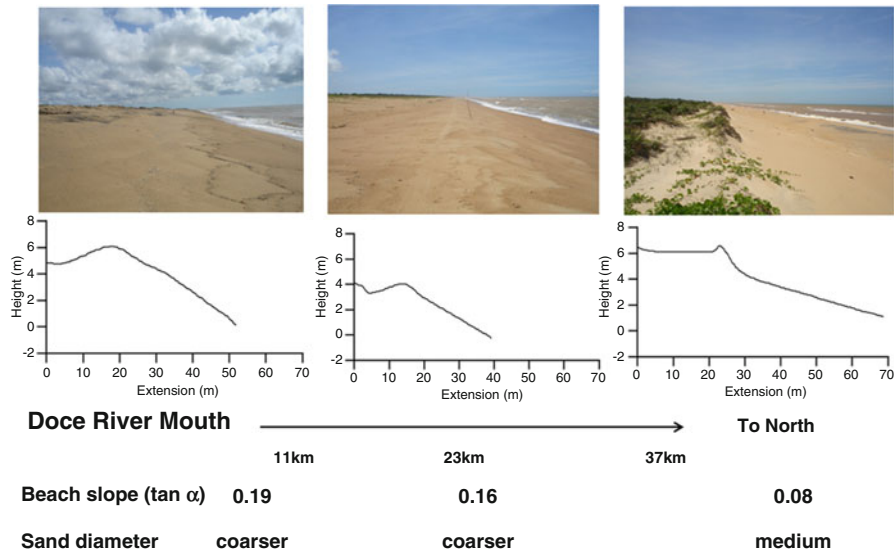 8
6
4
2
0
-2
Height (m)
0 10 20 30 40 50 60 70
Extension (m)
8
6
4
2
0
-2
Height (m)
0 10 20 30 40 50 60 70
Extension (m)
8
6
4
2
0
-2
Height (m)
0 10 20 30 40 50 60 70
Extension (m)
Doce River Mouth To North
11km 23km 37km
Beach slope (tan α) 0.19 0.16 0.08
Sand diameter coarser coarser medium